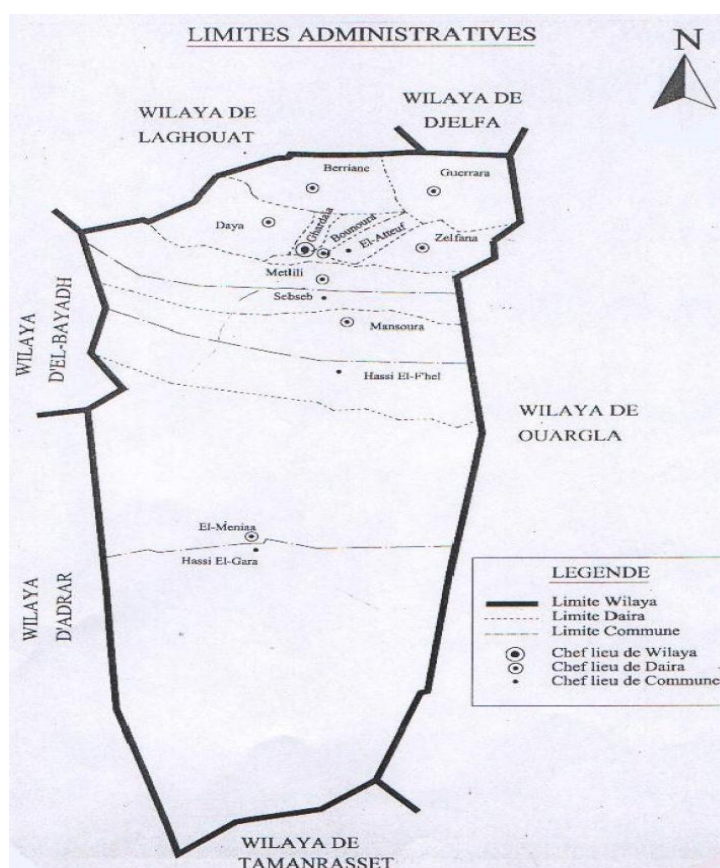 LIMITES ADMINISTRATIVES
N
WILAYA DE
LAGHOUAT
WILAYA DE
DJELFA
Berriane
Guerrara
Daya
Ghardaia
Bounoura
El-Atteuf
Zelfana
Metlili
Sebseb
Mansoura
Hassi El-F'hel
WILAYA
D'EL-BAYADH
WILAYA DE
OUARGLA
El-Meniaa
Hassi El-Gara
WILAYA
D'ADRAR
LEGENDE
Limite Wilaya
Limite Daira
Limite Commune
Chef lieu de Wilaya
Chef lieu de Daira
Chef lieu de Commune
WILAYA DE
TAMANRASSET